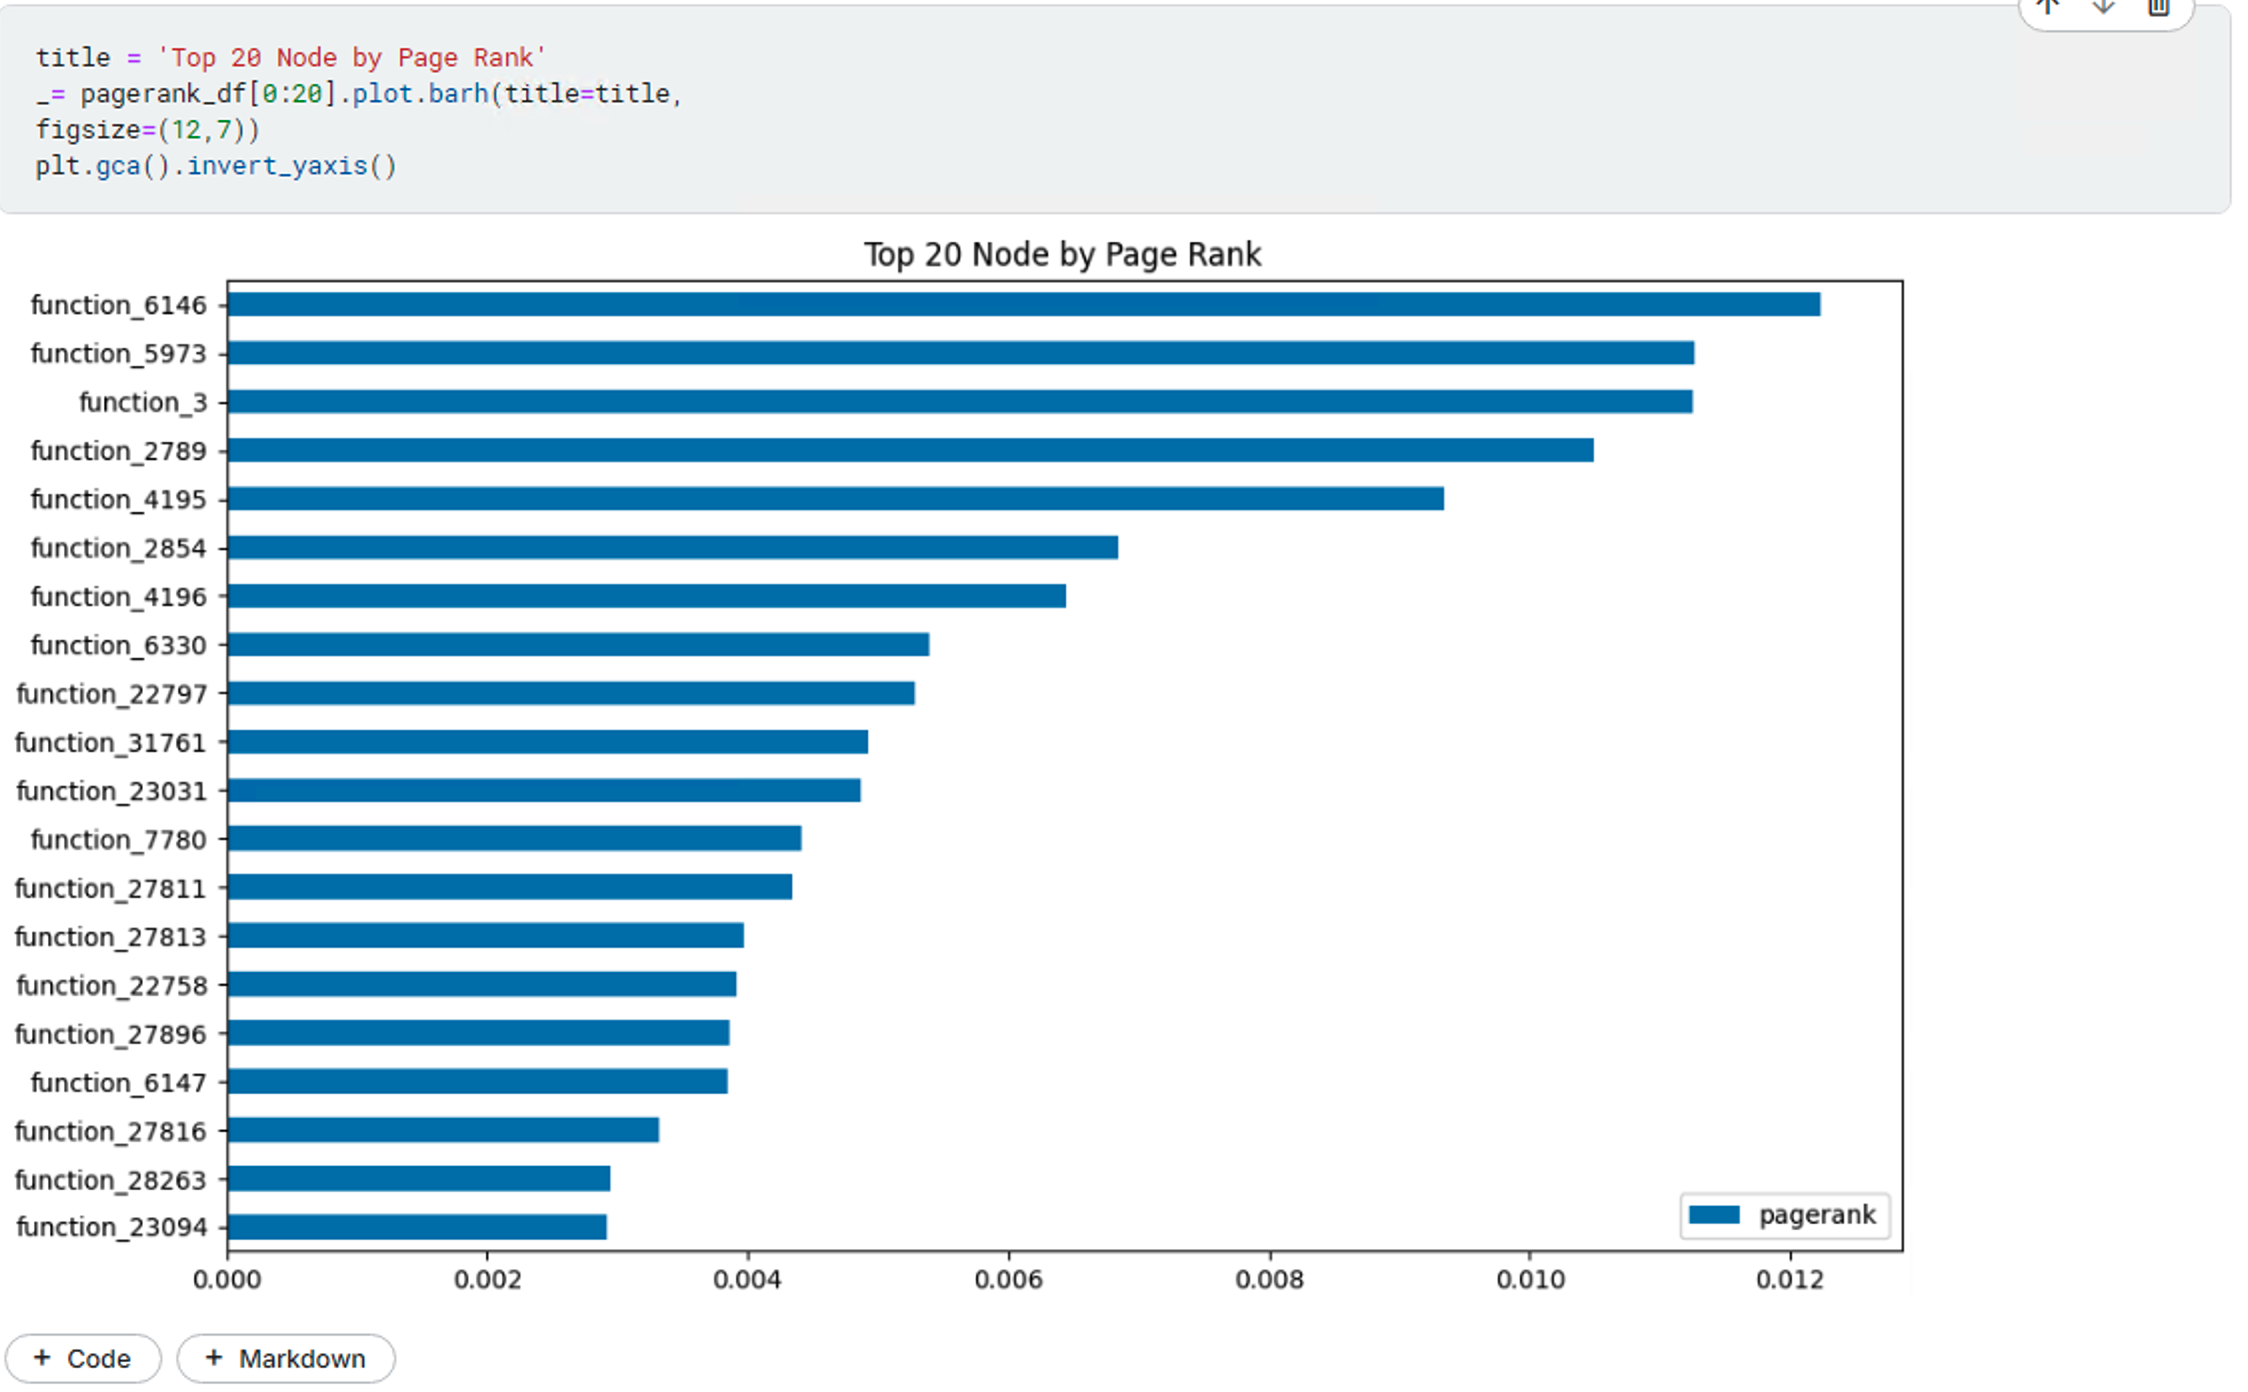 title = 'Top 20 Node by Page Rank'
_= pagerank_df[0:20].plot.barh(title=title,
figsize=(12,7))
plt.gca().invert_yaxis()
Top 20 Node by Page Rank
function_6146
function_5973
function_3
function_2789
function_4195
function_2854
function_4196
function_6330
function_22797
function_31761
function_23031
function_7780
function_27811
function_27813
function_22758
function_27896
function_6147
function_27816
function_28263
function_23094
pagerank
0.000 0.002 0.004 0.006 0.008 0.010 0.012
+ Code + Markdown